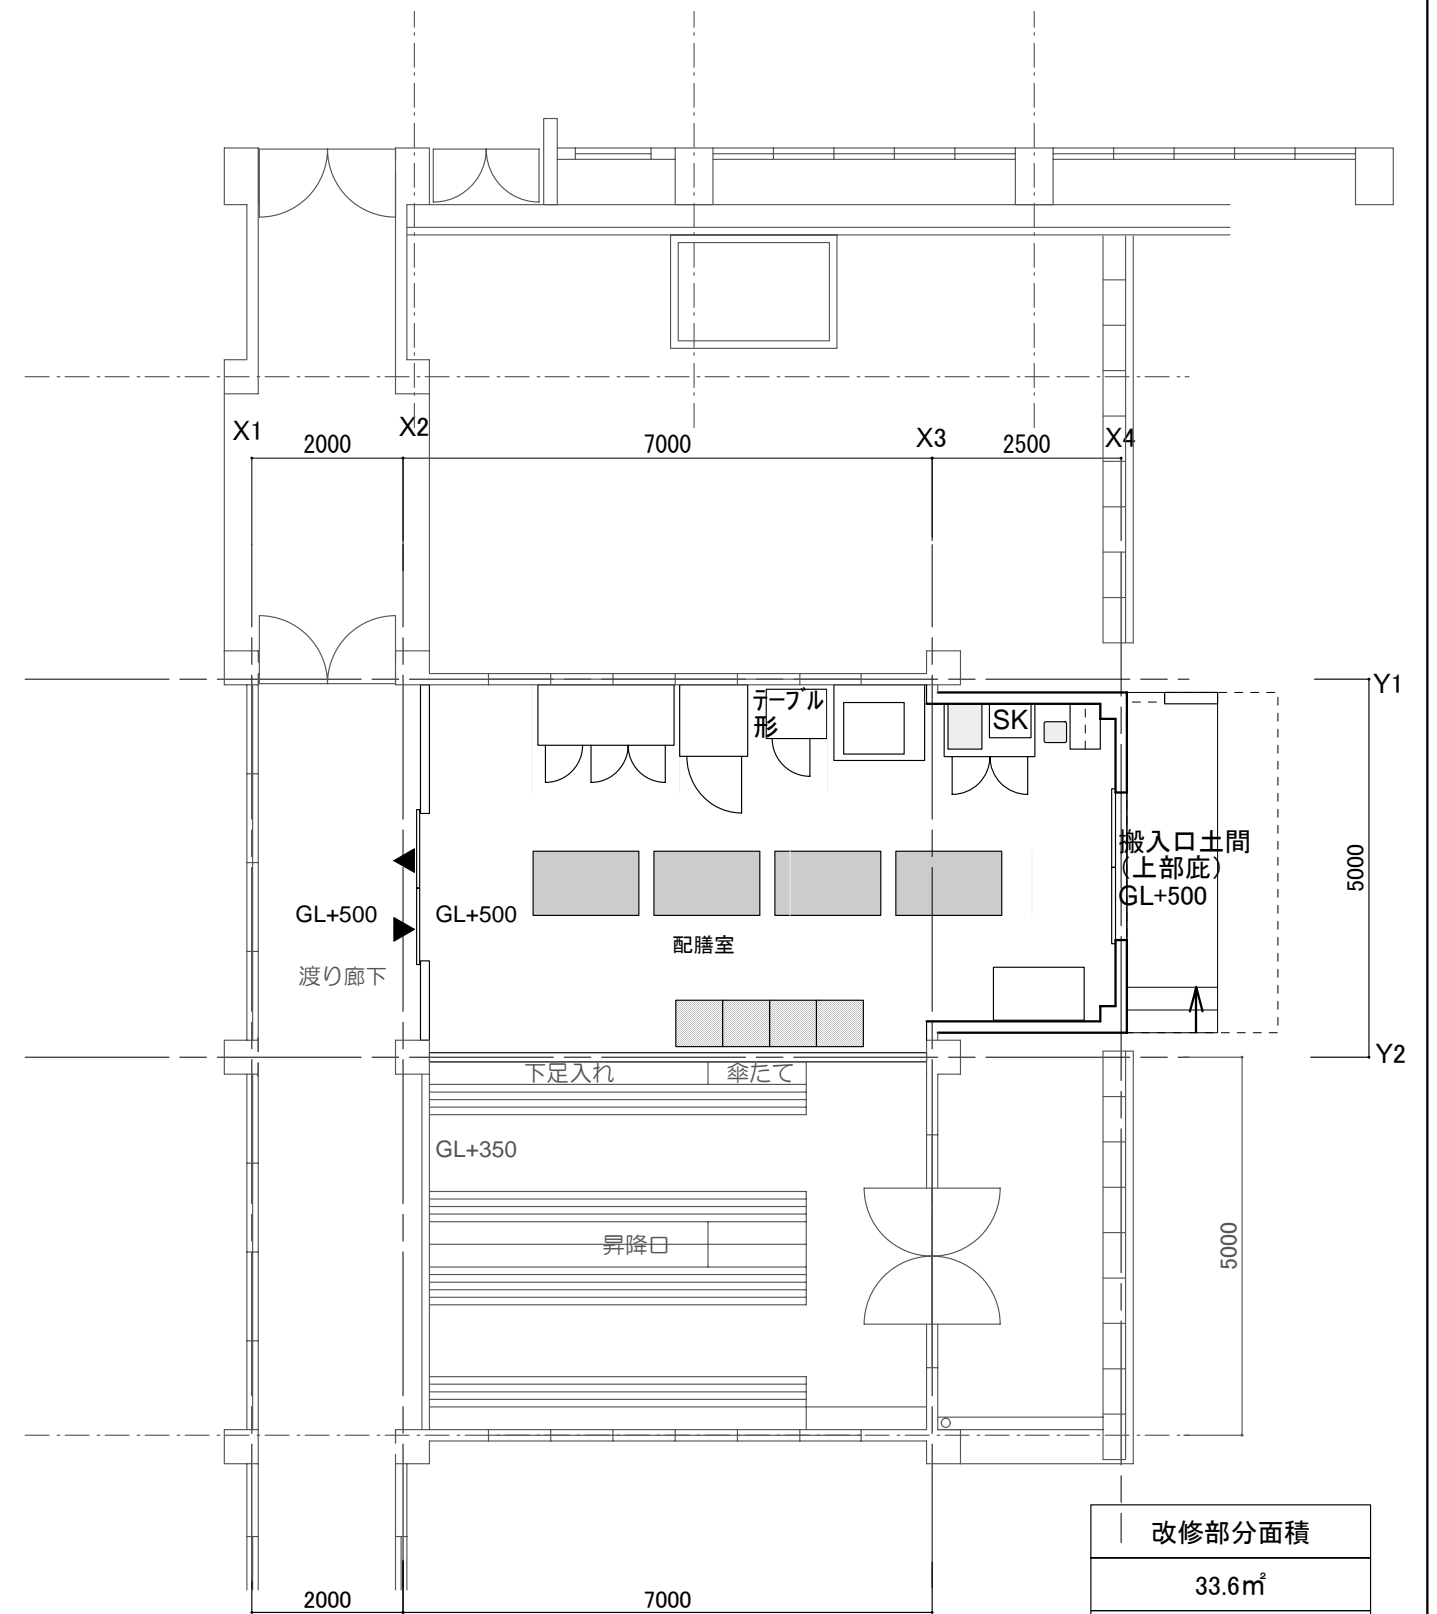 X1
2000
X2
7000
X3
2500
X4
Y1
テーブル
形
SK
搬入口土間
(上部庇)
GL+500
5000
GL+500
GL+500
配膳室
渡り廊下
Y2
下足入れ
傘たて
GL+350
昇降口
5000
改修部分面積
33.6㎡
2000
7000